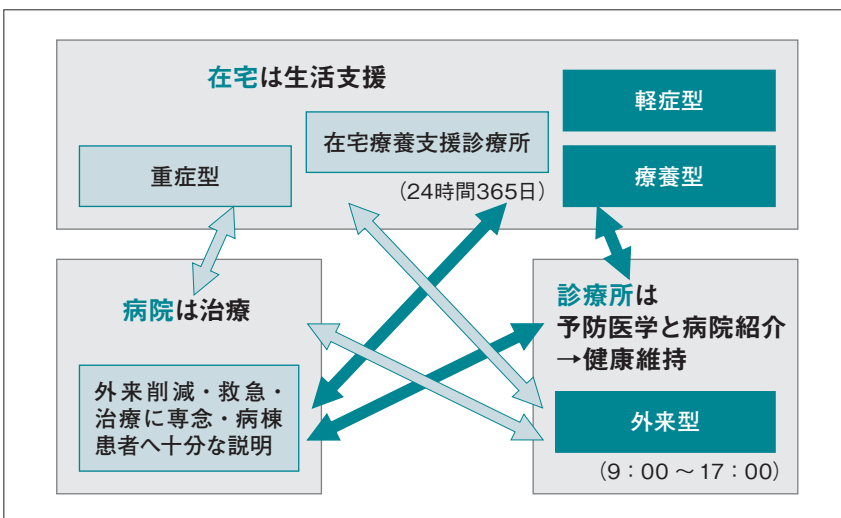 在宅は生活支援
重症型
在宅療養支援診療所
（24時間365日）
軽症型
療養型
病院は治療
外来削減・救急・
治療に専念・病棟
患者へ十分な説明
診療所は
予防医学と病院紹介
→健康維持
外来型
（9：00 ～ 17：00）